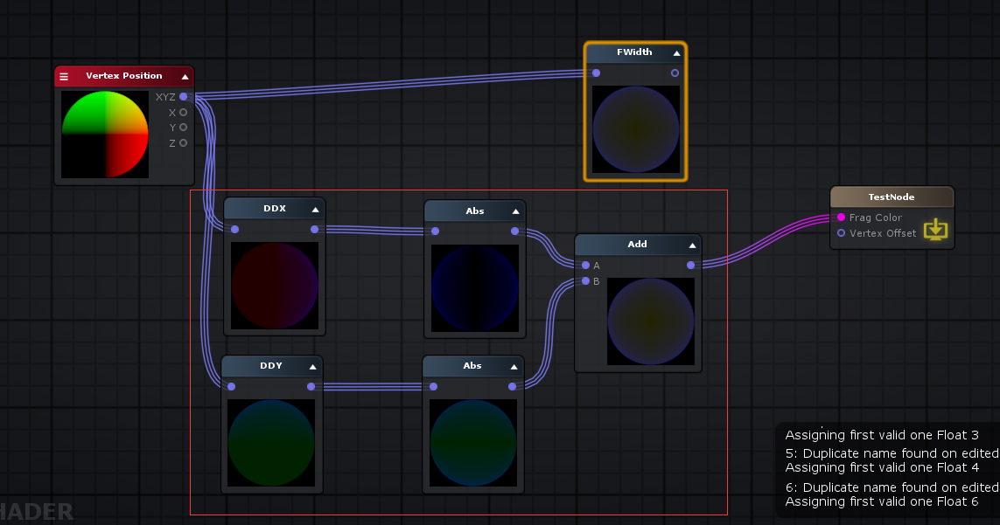 FWidth
Vertex Position
XYZ
X
Y
Z
TestNode
DDX
Abs
Frag Color
Vertex Offset
Add
A
B
DDY
Abs
Assigning first valid one Float 3
5: Duplicate name found on edited
Assigning first valid one Float 4
6: Duplicate name found on edited
Assigning first valid one Float 6
HADER